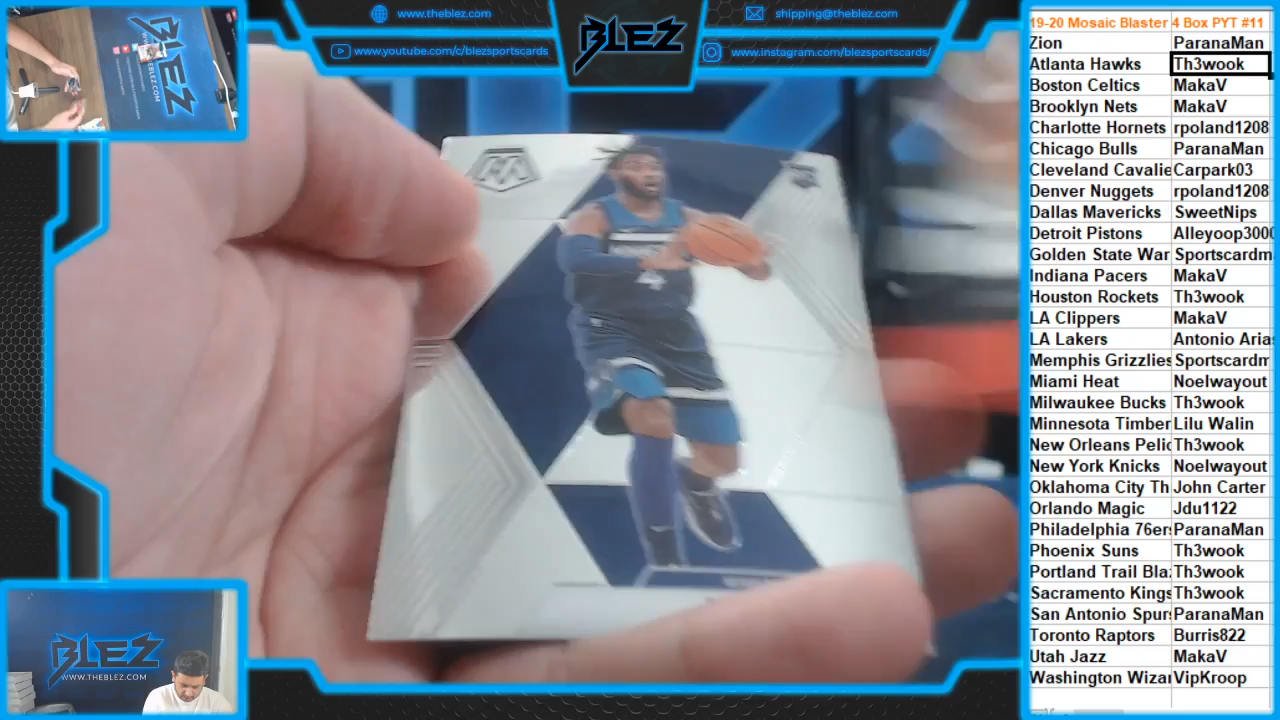 www.theblez.com
shipping@theblez.com
www.youtube.com/c/blezsportscards
www.instagram.com/blezsportscards/
BLEZ
19-20 Mosaic Blaster 4 Box PYT #11
Zion ParanaMan
Atlanta Hawks Th3wook
Boston Celtics MakaV
Brooklyn Nets MakaV
Charlotte Hornets rpoland1208
Chicago Bulls ParanaMan
Cleveland Cavalie Carpark03
Denver Nuggets rpoland1208
Dallas Mavericks SweetNips
Detroit Pistons Alleyoop3000
Golden State War Sportscardm
Indiana Pacers MakaV
Houston Rockets Th3wook
LA Clippers MakaV
LA Lakers Antonio Arias
Memphis Grizzlies Sportscardm
Miami Heat Noelwayout
Milwaukee Bucks Th3wook
Minnesota Timber Lilu Walin
New Orleans Pelic Th3wook
New York Knicks Noelwayout
Oklahoma City Th John Carter
Orlando Magic Jdu1122
Philadelphia 76ers ParanaMan
Phoenix Suns Th3wook
Portland Trail Blaz Th3wook
Sacramento Kings Th3wook
San Antonio Spurs ParanaMan
Toronto Raptors Burris822
Utah Jazz MakaV
Washington Wizar VipKroop
BLEZ
THEBLEZ.COM
4
BLEZ
WWW.THEBLEZ.COM